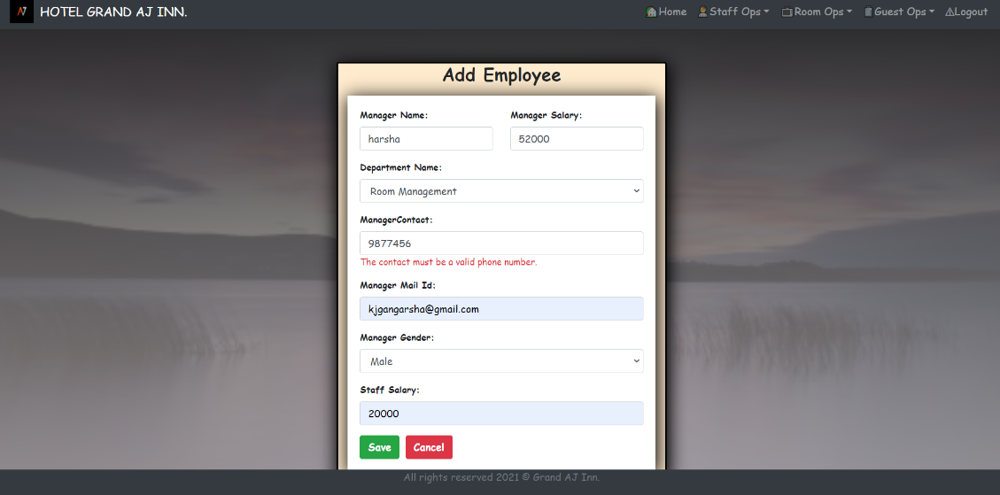 AJ HOTEL GRAND AJ INN. Home Staff Ops Room Ops Guest Ops Logout
Add Employee
Manager Name: Manager Salary:
harsha 52000
Department Name:
Room Management
ManagerContact:
9877456
The contact must be a valid phone number.
Manager Mail Id:
kjgangarsha@gmail.com
Manager Gender:
Male
Staff Salary:
20000
Save Cancel
All rights reserved 2021 © Grand AJ Inn.